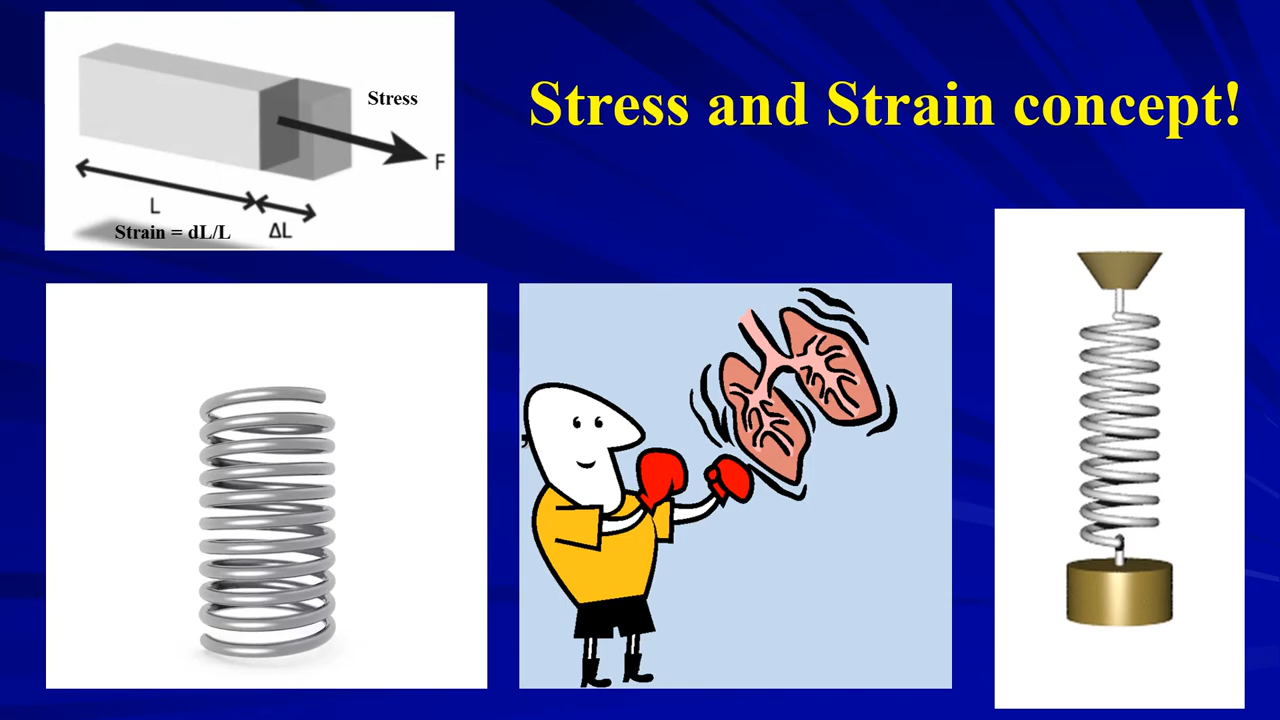 Stress and Strain concept!
Stress
F
L
ΔL
Strain = dL/L